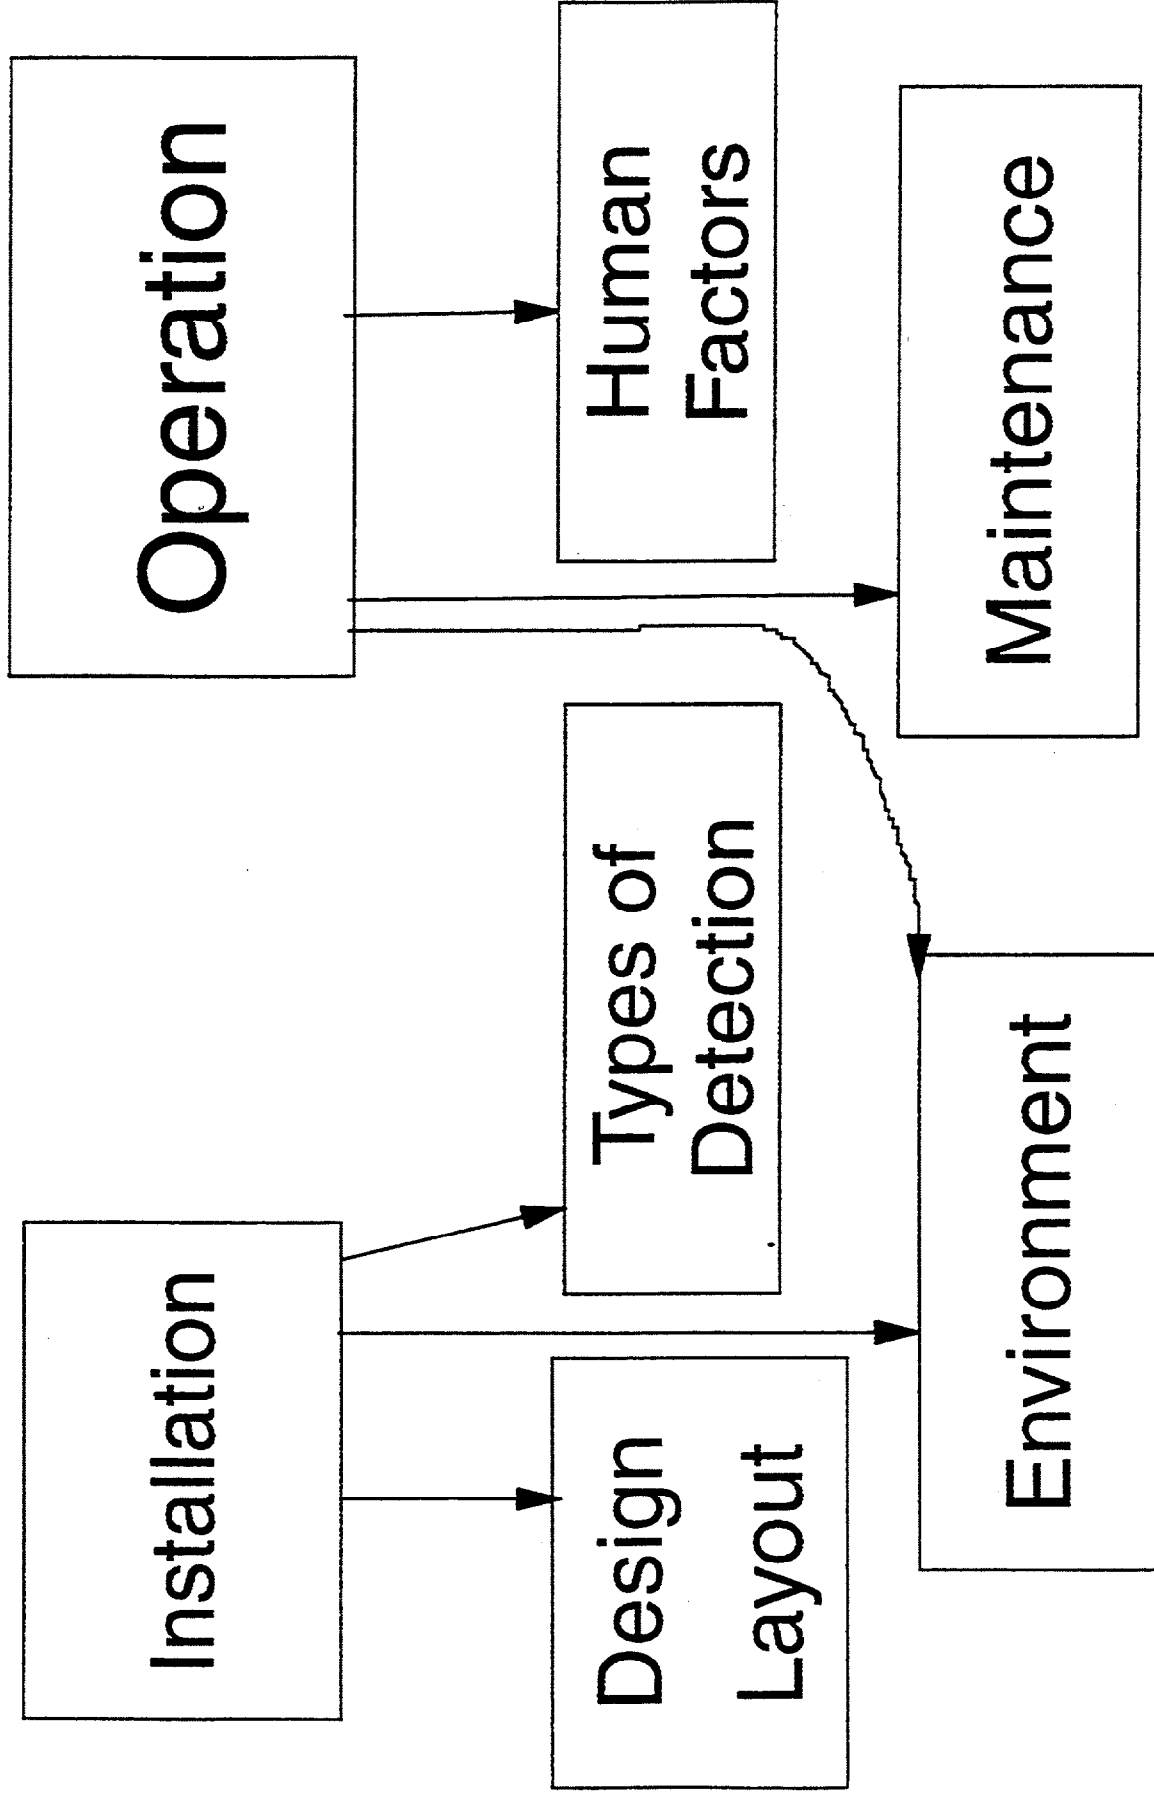 Installation
Operation
Design
Layout
Types of
Detection
Human
Factors
Environment
Maintenance